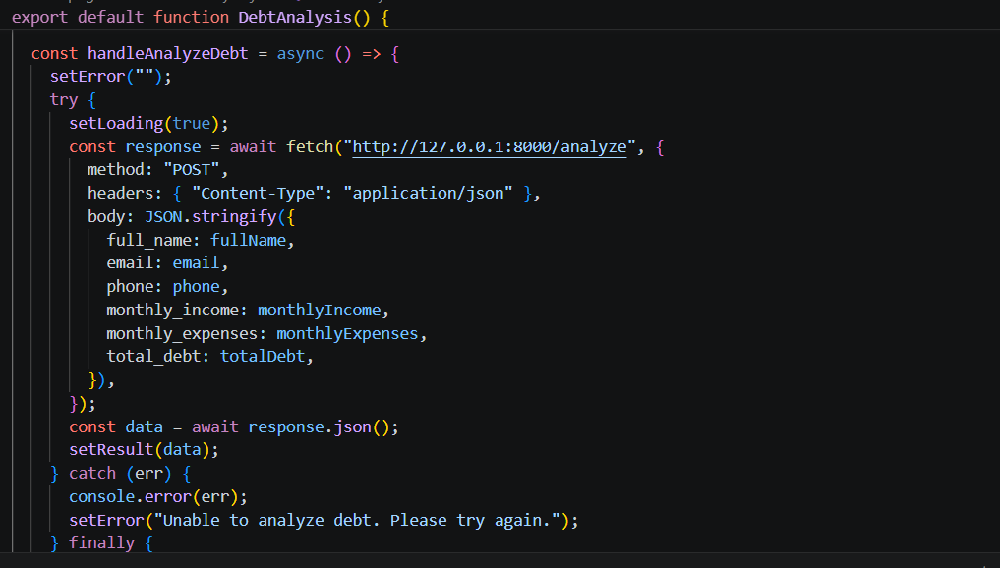 export default function DebtAnalysis() {
const handleAnalyzeDebt = async () => {
setError("");
try {
setLoading(true);
const response = await fetch("http://127.0.0.1:8000/analyze", {
method: "POST",
headers: { "Content-Type": "application/json" },
body: JSON.stringify({
full_name: fullName,
email: email,
phone: phone,
monthly_income: monthlyIncome,
monthly_expenses: monthlyExpenses,
total_debt: totalDebt,
}),
});
const data = await response.json();
setResult(data);
} catch (err) {
console.error(err);
setError("Unable to analyze debt. Please try again.");
} finally {